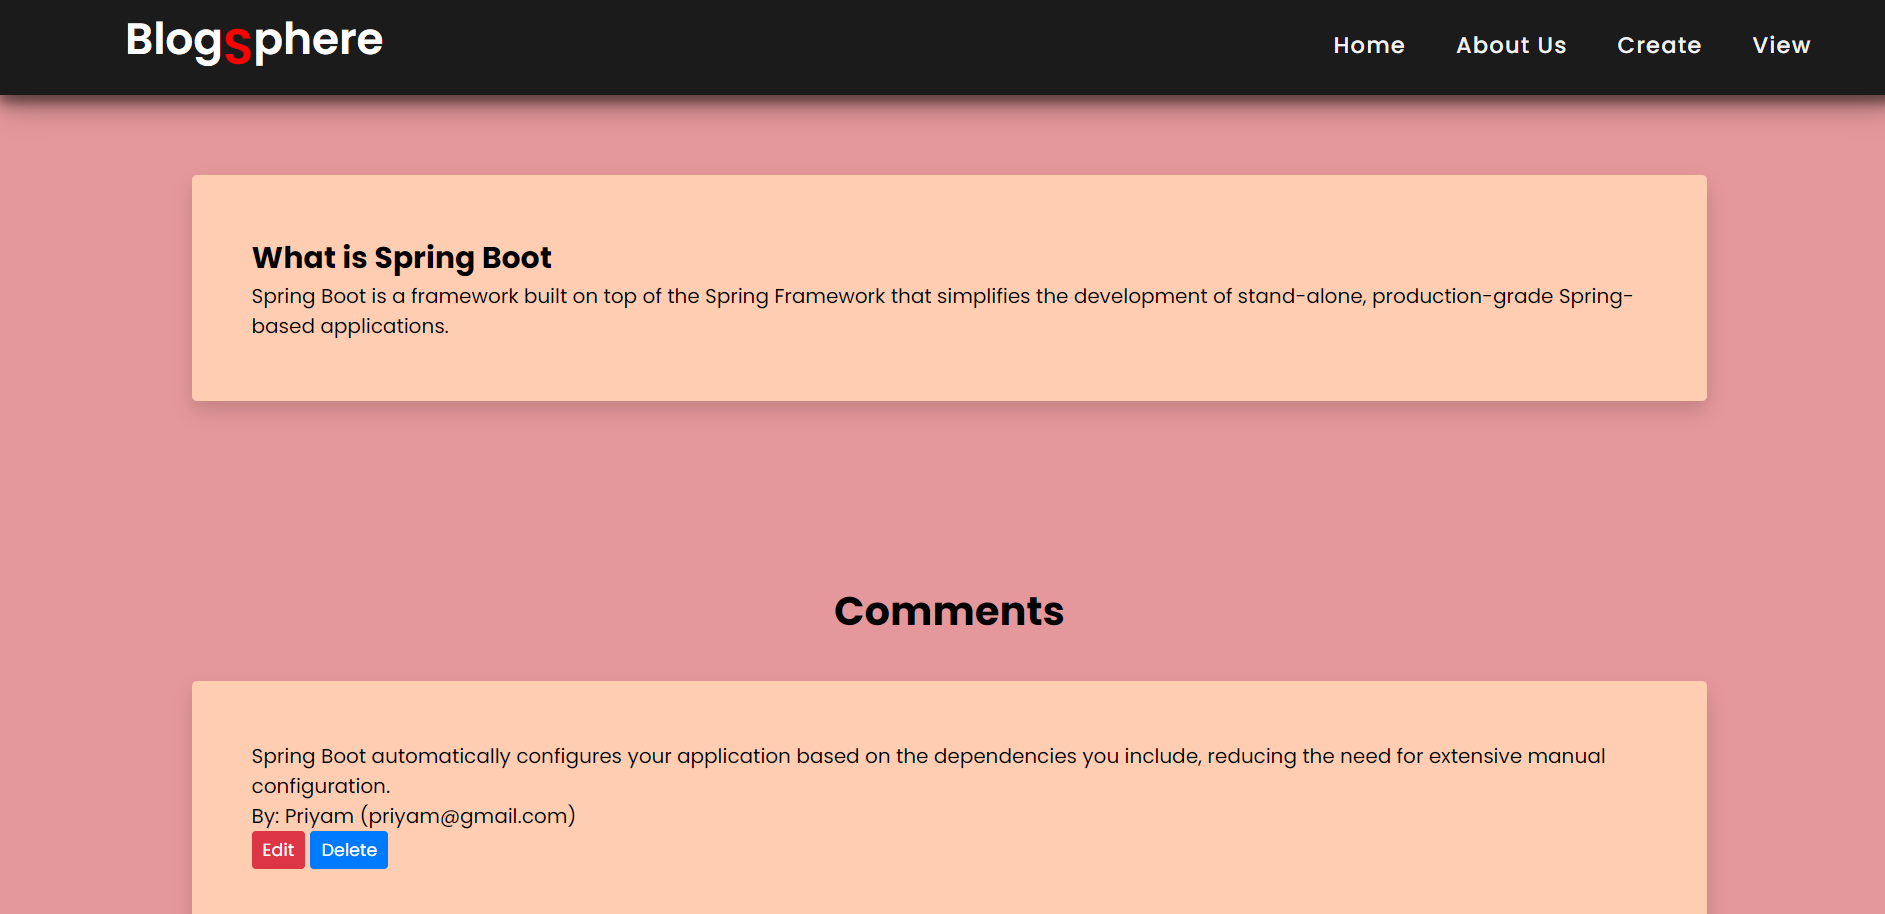 BlogSphere
Home About Us Create View
What is Spring Boot
Spring Boot is a framework built on top of the Spring Framework that simplifies the development of stand-alone, production-grade Spring-
based applications.
Comments
Spring Boot automatically configures your application based on the dependencies you include, reducing the need for extensive manual
configuration.
By: Priyam (priyam@gmail.com)
Edit Delete